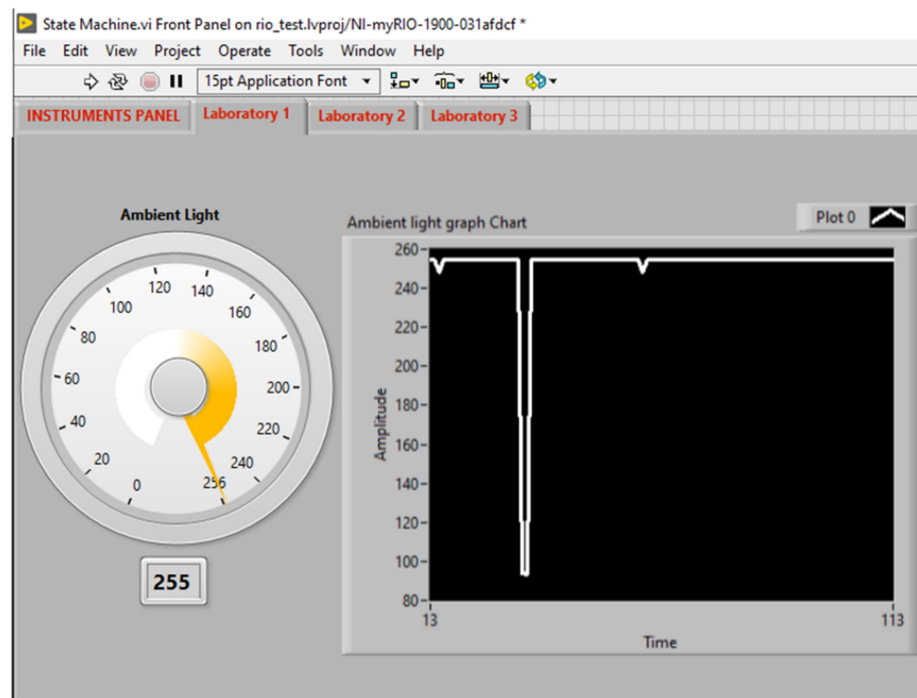 State Machine.vi Front Panel on rio_test.lvproj/NI-myRIO-1900-031afdcf *
File Edit View Project Operate Tools Window Help
15pt Application Font
INSTRUMENTS PANEL Laboratory 1 Laboratory 2 Laboratory 3
Ambient Light
0
20
40
60
80
100
120
140
160
180
200
220
240
256
255
Ambient light graph Chart
Plot 0
Amplitude
260
240
220
200
180
160
140
120
100
80
13 113
Time